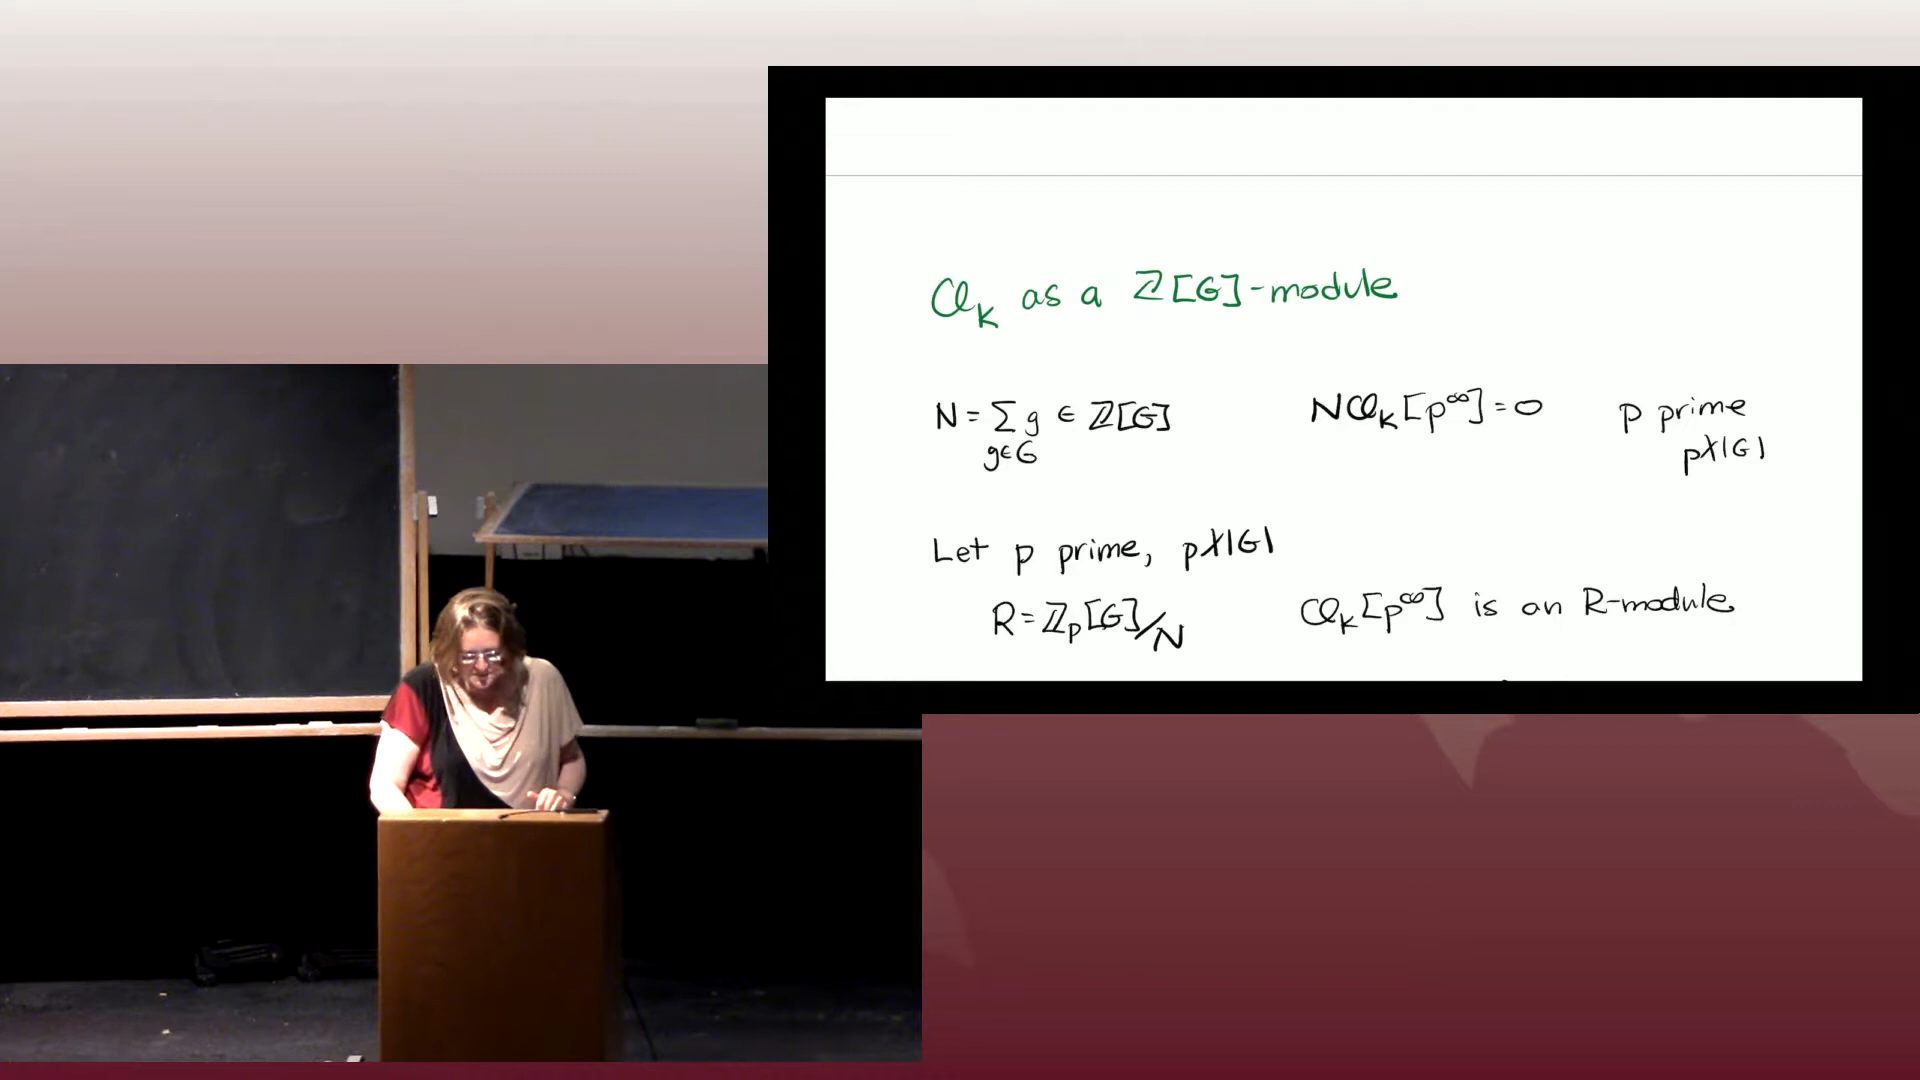 Cl_K as a ℤ[G]-module
N = ∑ g ∈ ℤ[G]
g∈G
N Cl_K[p^∞] = 0
p prime
p∤|G|
Let p prime, p∤|G|
R = ℤ_p[G]/N
Cl_K[p^∞] is an R-module